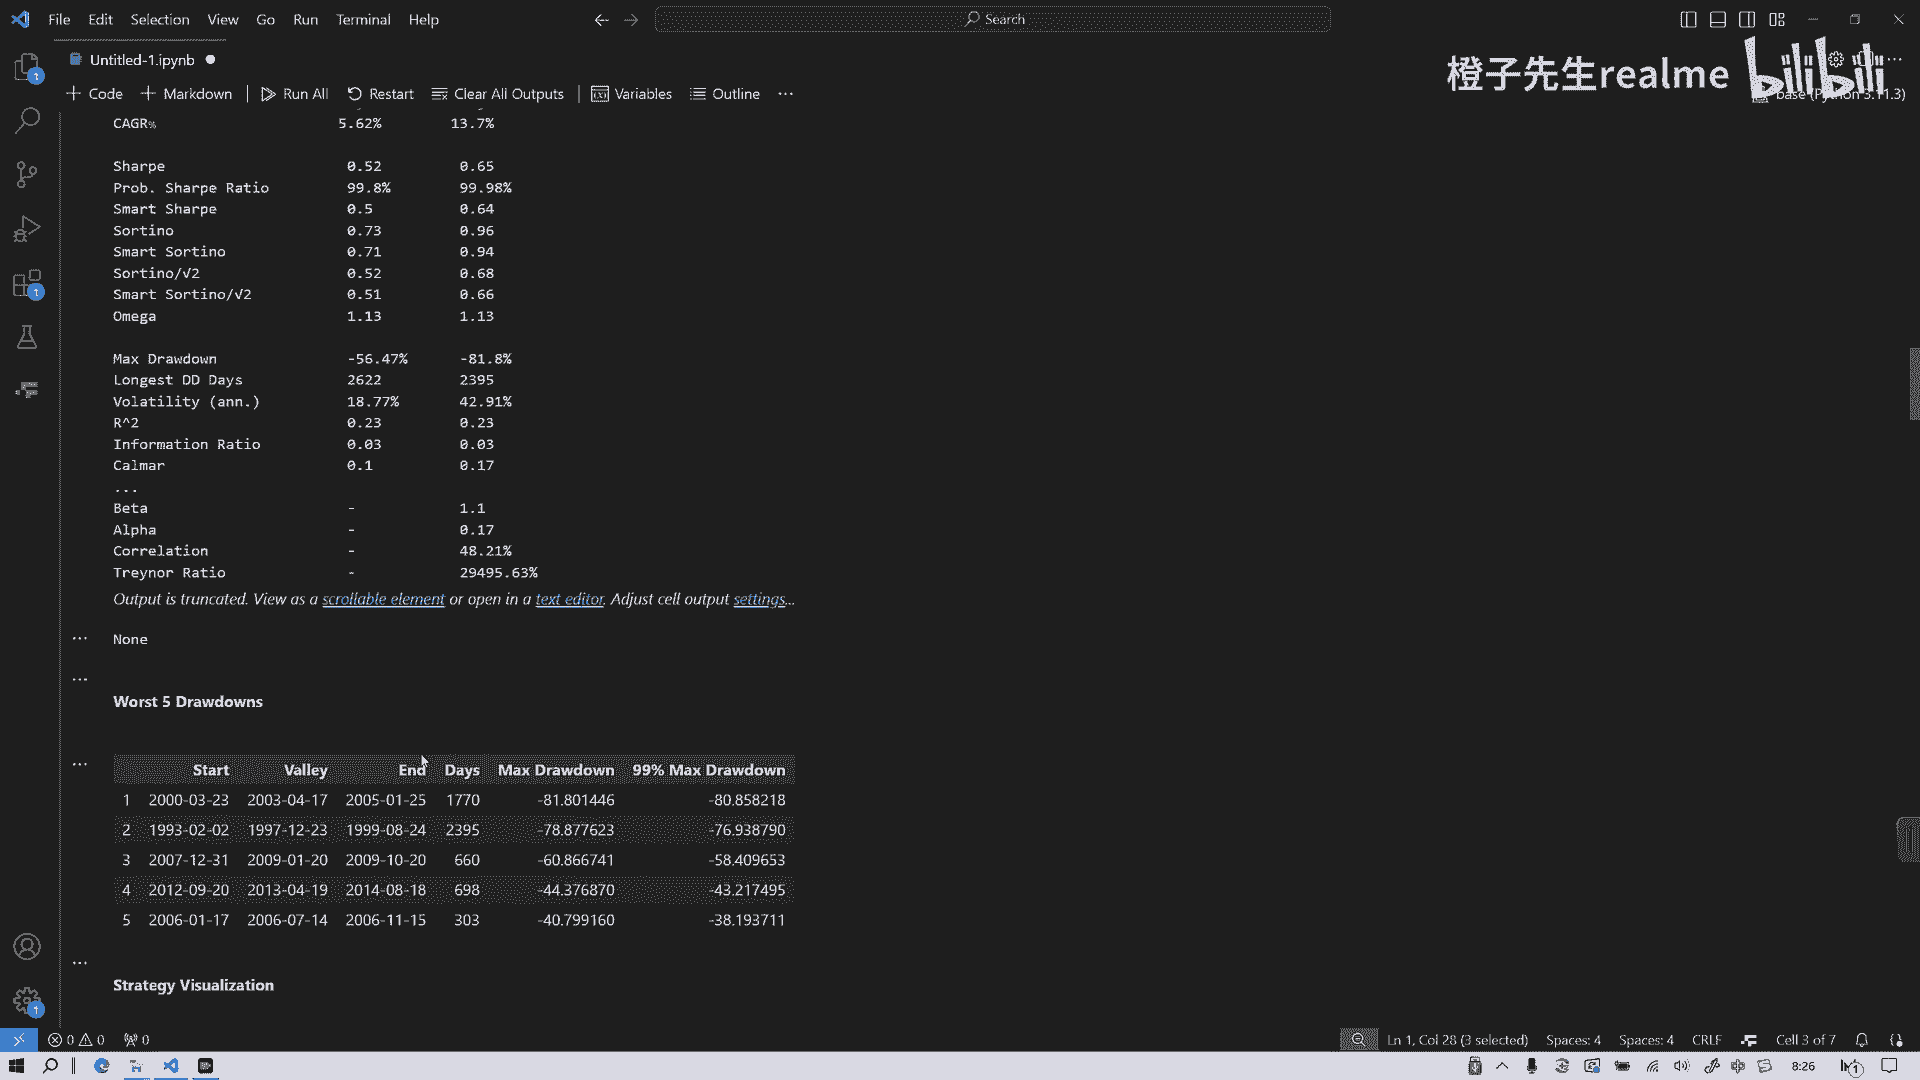 File Edit Selection View Go Run Terminal Help
Search
Untitled-1.ipynb
橙子先生realme bilibili
Code Markdown Run All Restart Clear All Outputs Variables Outline ...
base (Python 3.11.3)
CAGR﹪ 5.62% 13.7%
Sharpe 0.52 0.65
Prob. Sharpe Ratio 99.8% 99.98%
Smart Sharpe 0.5 0.64
Sortino 0.73 0.96
Smart Sortino 0.71 0.94
Sortino/√2 0.52 0.68
Smart Sortino/√2 0.51 0.66
Omega 1.13 1.13
Max Drawdown -56.47% -81.8%
Longest DD Days 2622 2395
Volatility (ann.) 18.77% 42.91%
R^2 0.23 0.23
Information Ratio 0.03 0.03
Calmar 0.1 0.17
...
Beta - 1.1
Alpha - 0.17
Correlation - 48.21%
Treynor Ratio - 29495.63%
Output is truncated. View as a scrollable element or open in a text editor. Adjust cell output settings...
... None
...
Worst 5 Drawdowns
...
Start Valley End Days Max Drawdown 99% Max Drawdown
1 2000-03-23 2003-04-17 2005-01-25 1770 -81.801446 -80.858218
2 1993-02-02 1997-12-23 1999-08-24 2395 -78.877623 -76.938790
3 2007-12-31 2009-01-20 2009-10-20 660 -60.866741 -58.409653
4 2012-09-20 2013-04-19 2014-08-18 698 -44.376870 -43.217495
5 2006-01-17 2006-07-14 2006-11-15 303 -40.799160 -38.193711
...
Strategy Visualization
0 0 0 Ln 1, Col 28 (3 selected) Spaces: 4 Spaces: 4 CRLF Cell 3 of 7
8:26